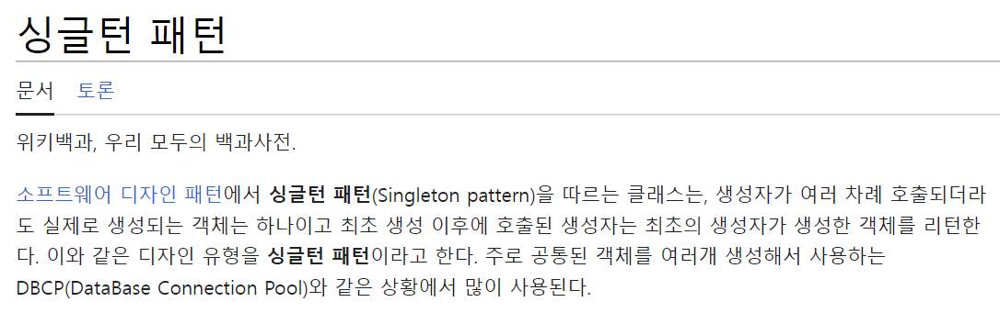 싱글턴 패턴
문서 토론
위키백과, 우리 모두의 백과사전.
소프트웨어 디자인 패턴에서 싱글턴 패턴(Singleton pattern)을 따르는 클래스는, 생성자가 여러 차례 호출되더라
도 실제로 생성되는 객체는 하나이고 최초 생성 이후에 호출된 생성자는 최초의 생성자가 생성한 객체를 리턴한
다. 이와 같은 디자인 유형을 싱글턴 패턴이라고 한다. 주로 공통된 객체를 여러개 생성해서 사용하는
DBCP(DataBase Connection Pool)와 같은 상황에서 많이 사용된다.